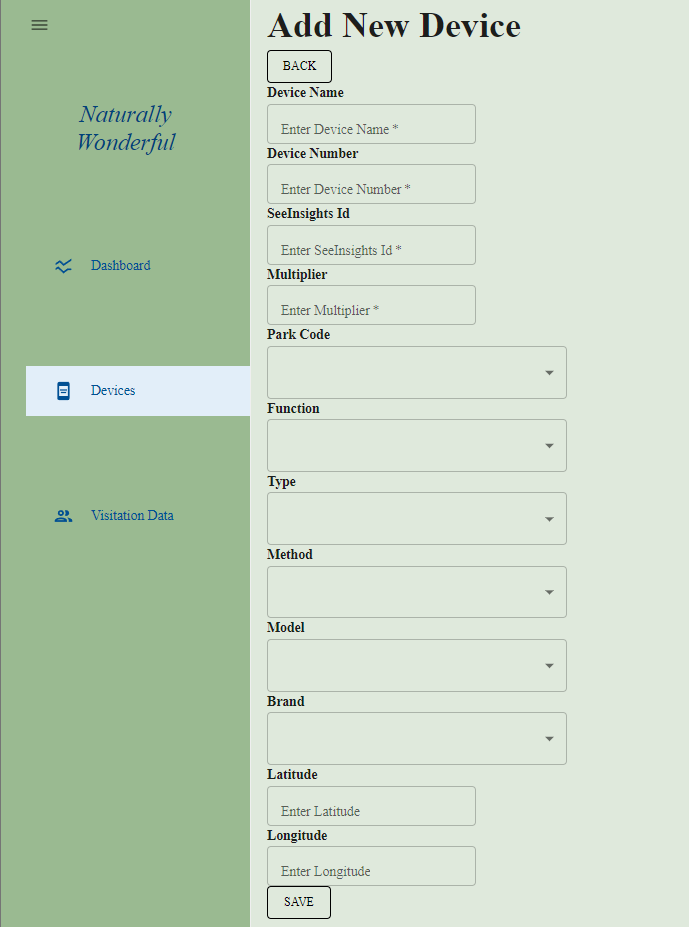 Add New Device
BACK
Naturally
Wonderful
Dashboard
Devices
Visitation Data
Device Name
Enter Device Name *
Device Number
Enter Device Number *
SeeInsights Id
Enter SeeInsights Id *
Multiplier
Enter Multiplier *
Park Code
Function
Type
Method
Model
Brand
Latitude
Enter Latitude
Longitude
Enter Longitude
SAVE